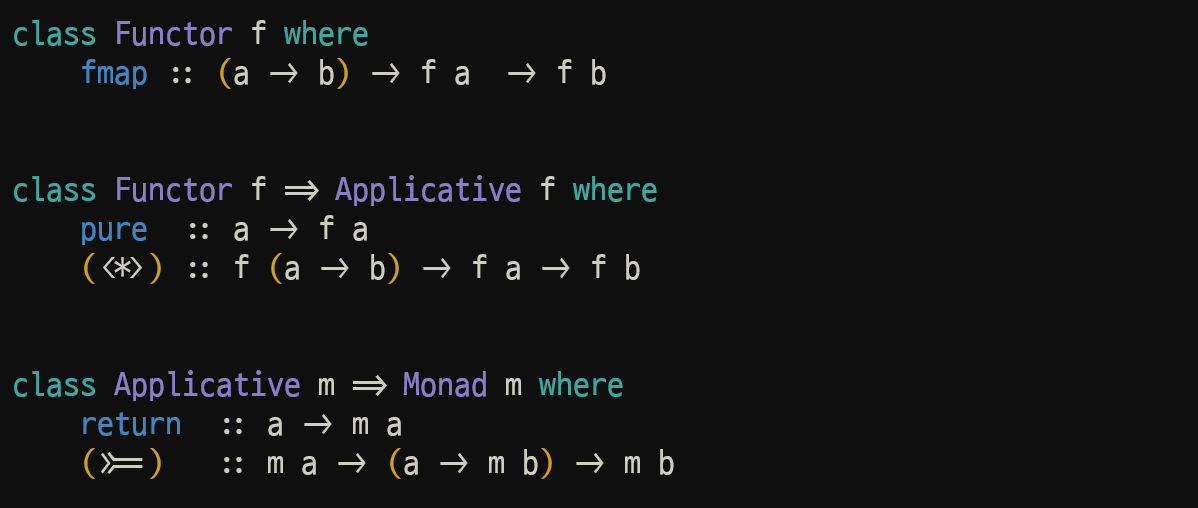 class Functor f where
    fmap :: (a -> b) -> f a  -> f b
class Functor f => Applicative f where
    pure  :: a -> f a
    (<*>) :: f (a -> b) -> f a -> f b
class Applicative m => Monad m where
    return  :: a -> m a
    (>>=)   :: m a -> (a -> m b) -> m b